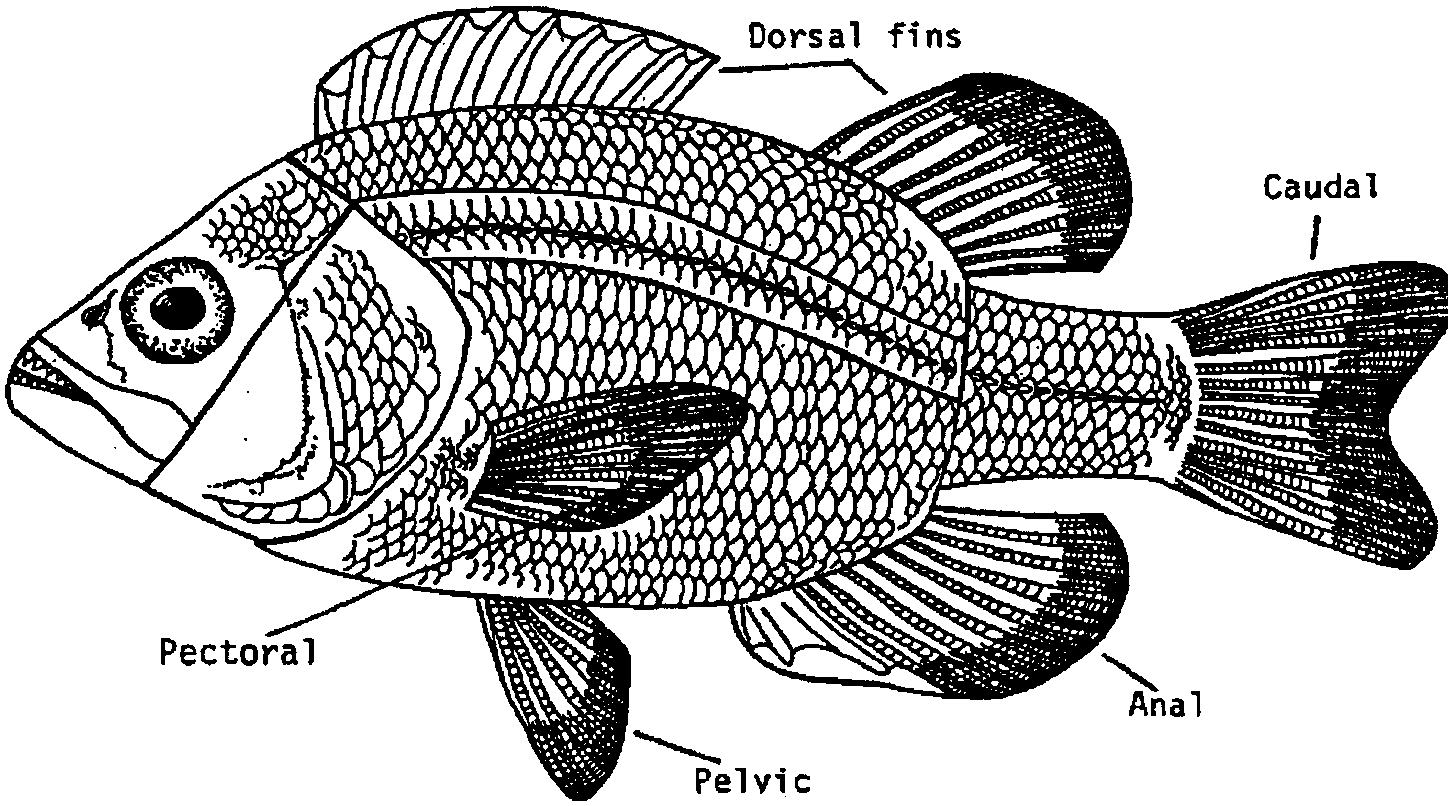 Dorsal fins
Caudal
Pectoral
Anal
Pelvic